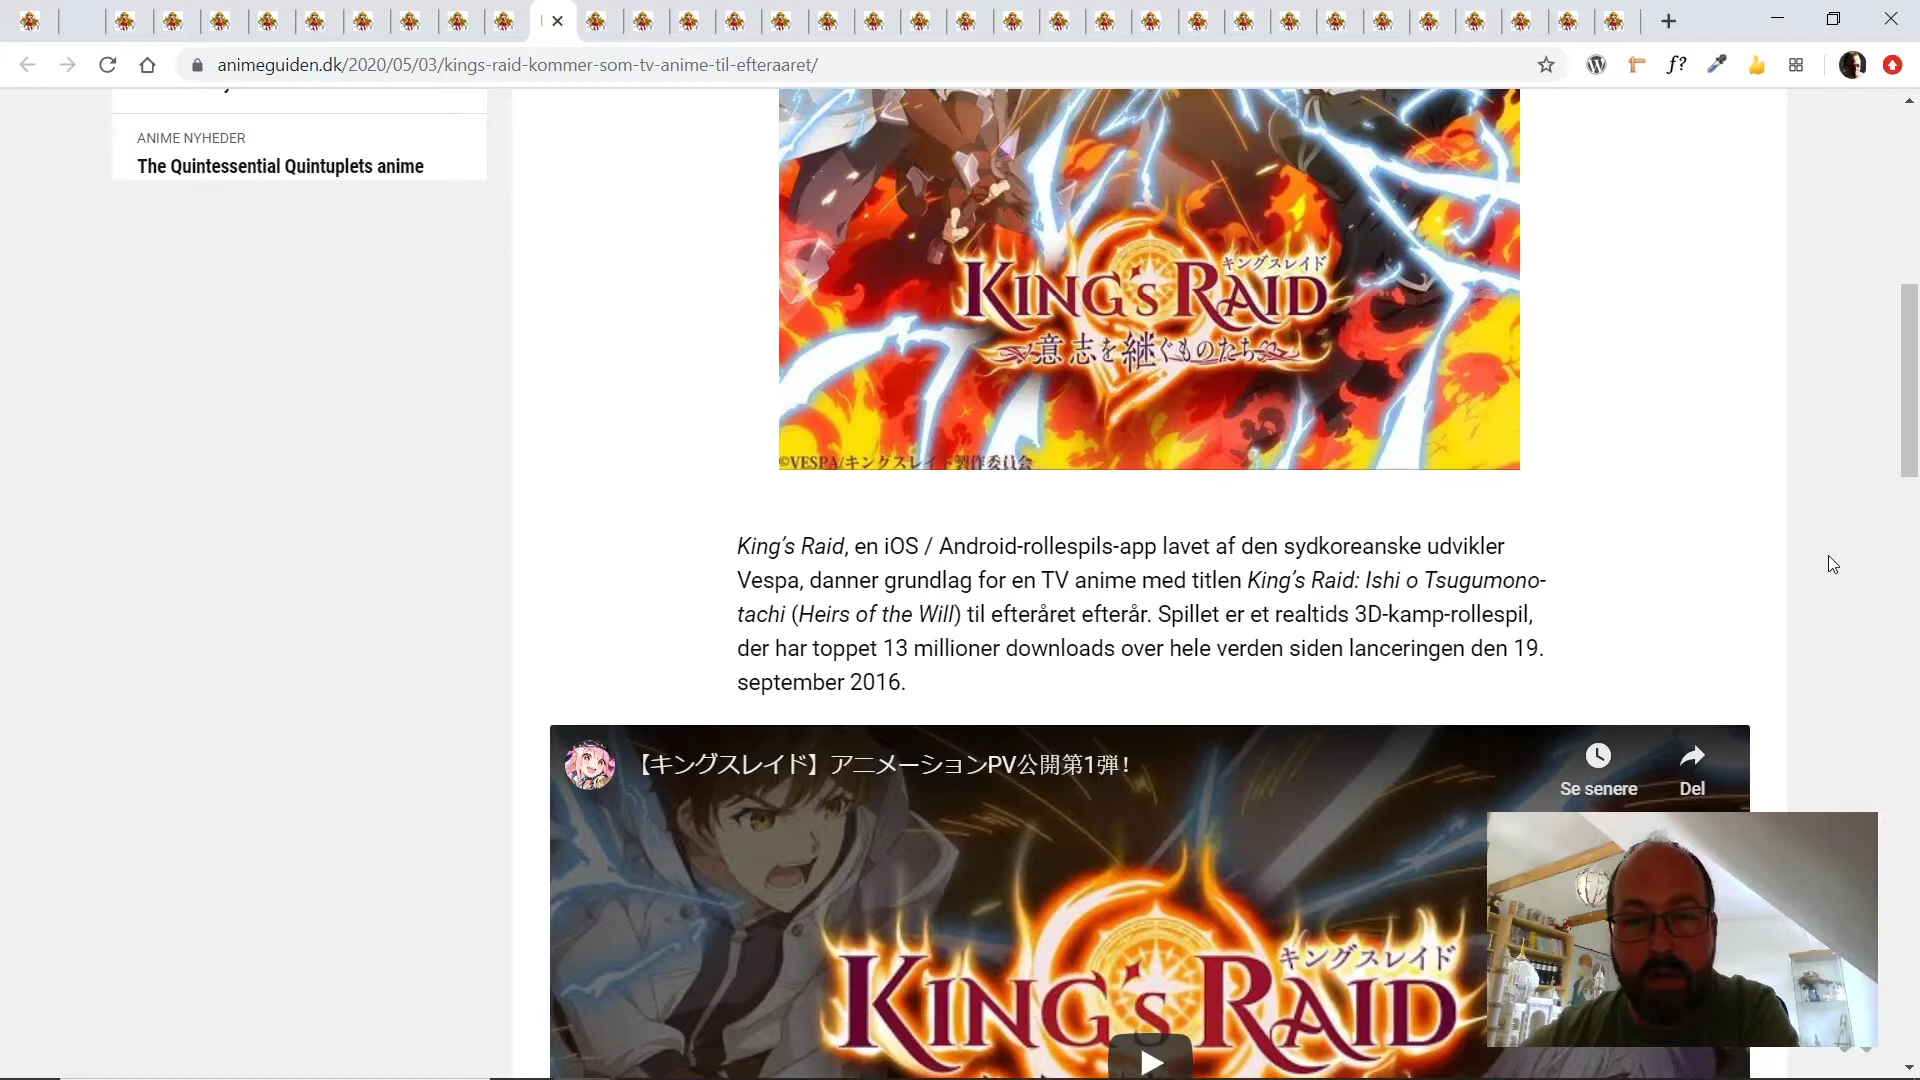 animeguiden.dk/2020/05/03/kings-raid-kommer-som-tv-anime-til-efteraaret/
f?
ANIME NYHEDER
The Quintessential Quintuplets anime
KING'S RAID
キングスレイド
意志を継ぐものたち
©VESPA/キングスレイド製作委員会
King's Raid, en iOS / Android-rollespils-app lavet af den sydkoreanske udvikler
Vespa, danner grundlag for en TV anime med titlen King's Raid: Ishi o Tsugumono-
tachi (Heirs of the Will) til efteråret efterår. Spillet er et realtids 3D-kamp-rollespil,
der har toppet 13 millioner downloads over hele verden siden lanceringen den 19.
september 2016.
【キングスレイド】アニメーションPV公開第1弾!
Se senere
Del
キングスレイド
KING'S RAID